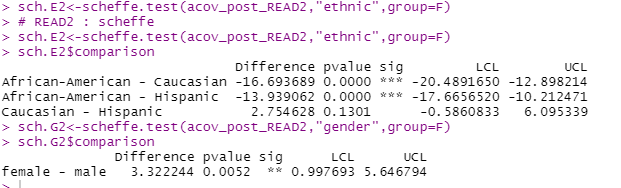 > sch.E2<-scheffe.test(acov_post_READ2,"ethnic",group=F)
> # READ2 : scheffe
> sch.E2<-scheffe.test(acov_post_READ2,"ethnic",group=F)
> sch.E2$comparison
Difference pvalue sig LCL UCL
African-American - Caucasian -16.693689 0.0000 *** -20.4891650 -12.898214
African-American - Hispanic -13.939062 0.0000 *** -17.6656520 -10.212471
Caucasian - Hispanic 2.754628 0.1301 -0.5860833 6.095339
> sch.G2<-scheffe.test(acov_post_READ2,"gender",group=F)
> sch.G2$comparison
Difference pvalue sig LCL UCL
female - male 3.322244 0.0052 ** 0.997693 5.646794
>